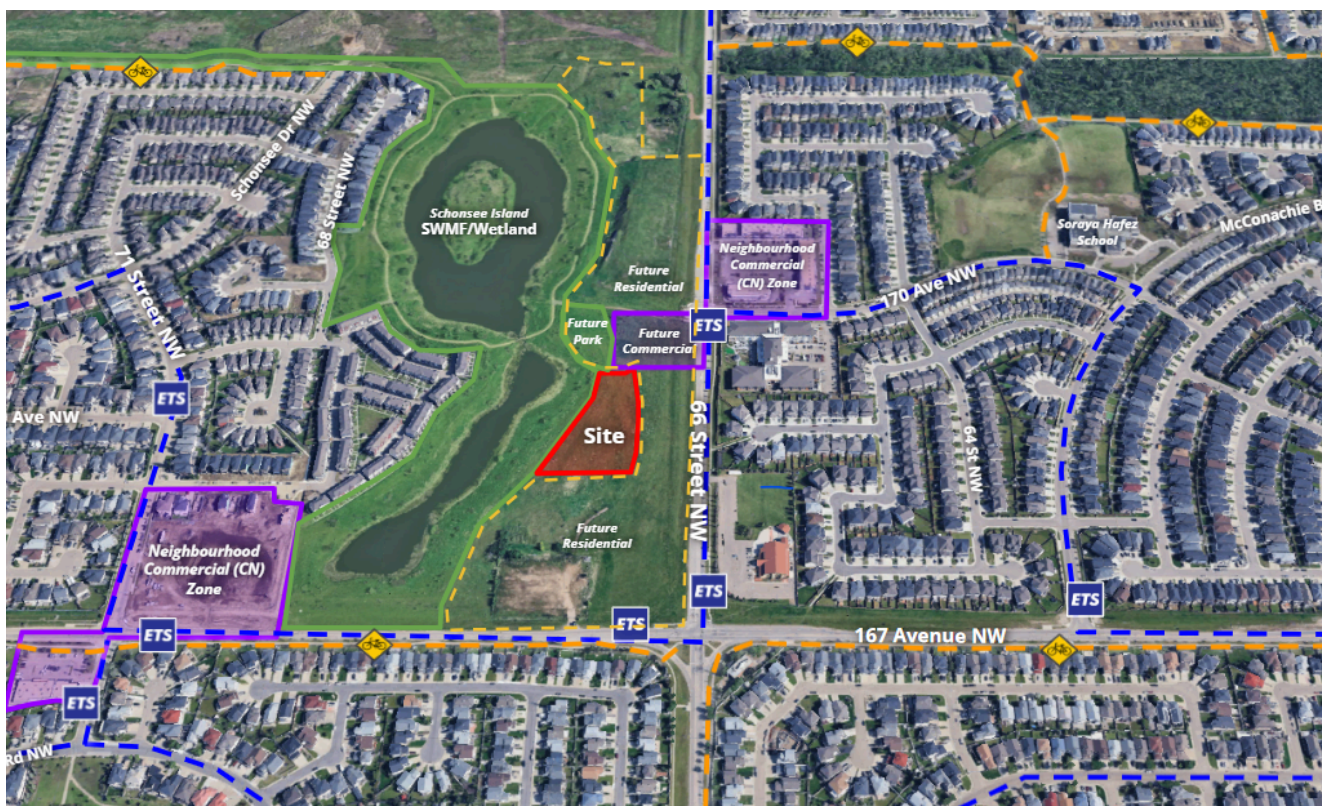 Schonsee Dr NW
68 Street NW
71 Street NW
Schonsee Island
SWMF/Wetland
Future
Residential
Neighbourhood
Commercial
(CN) Zone
Soraya Hafez
School
McConachie B
170 Ave NW
ETS
Future
Park
Future
Commercia
ETS
Ave NW
Site
66 Street NW
64 St NW
Neighbourhood
Commercial (CN)
Zone
Future
Residential
ETS
ETS
ETS
ETS
167 Avenue NW
ETS
Rd NW